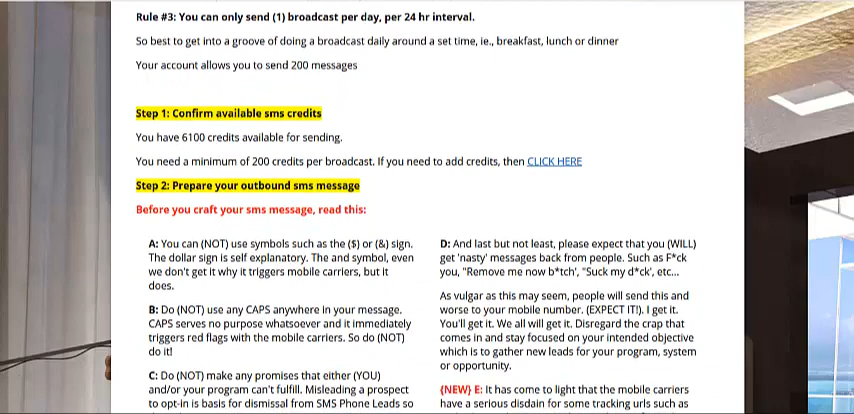 Rule #3: You can only send (1) broadcast per day, per 24 hr interval.
So best to get into a groove of doing a broadcast daily around a set time, ie., breakfast, lunch or dinner
Your account allows you to send 200 messages
Step 1: Confirm available sms credits
You have 6100 credits available for sending.
You need a minimum of 200 credits per broadcast. If you need to add credits, then CLICK HERE
Step 2: Prepare your outbound sms message
Before you craft your sms message, read this:
A: You can (NOT) use symbols such as the ($) or (&) sign.
The dollar sign is self explanatory. The and symbol, even
we don't get it why it triggers mobile carriers, but it
does.
B: Do (NOT) use any CAPS anywhere in your message.
CAPS serves no purpose whatsoever and it immediately
triggers red flags with the mobile carriers. So do (NOT)
do it!
C: Do (NOT) make any promises that either (YOU)
and/or your program can't fulfill. Misleading a prospect
to opt-in is basis for dismissal from SMS Phone Leads so
D: And last but not least, please expect that you (WILL)
get 'nasty' messages back from people. Such as F*ck
you, "Remove me now b*tch', "Suck my d*ck', etc...
As vulgar as this may seem, people will send this and
worse to your mobile number. (EXPECT IT!). I get it.
You'll get it. We all will get it. Disregard the crap that
comes in and stay focused on your intended objective
which is to gather new leads for your program, system
or opportunity.
{NEW} E: It has come to light that the mobile carriers
have a serious disdain for some tracking urls such as